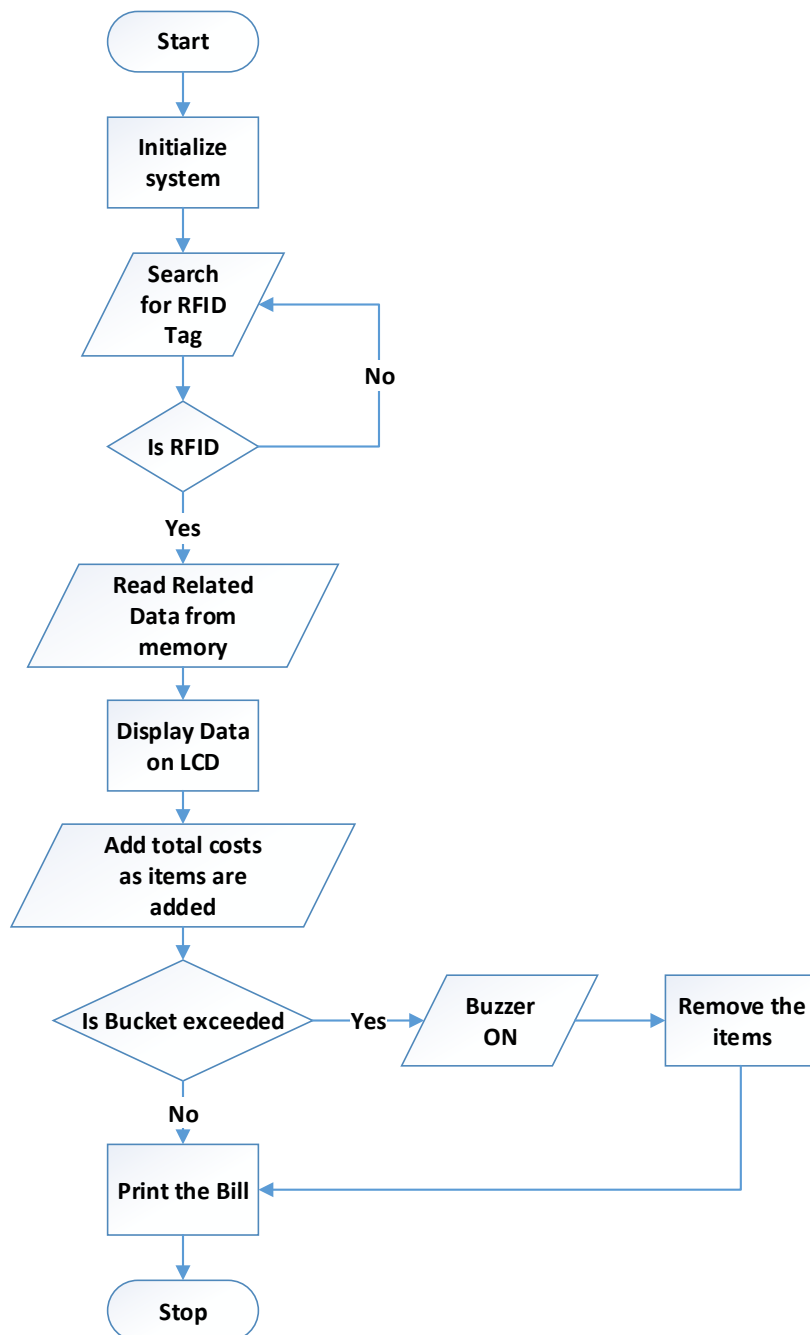 Start
Initialize
system
Search
for RFID
Tag
No
Is RFID
Yes
Read Related
Data from
memory
Display Data
on LCD
Add total costs
as items are
added
Is Bucket exceeded
Yes
Buzzer
ON
Remove the
items
No
Print the Bill
Stop